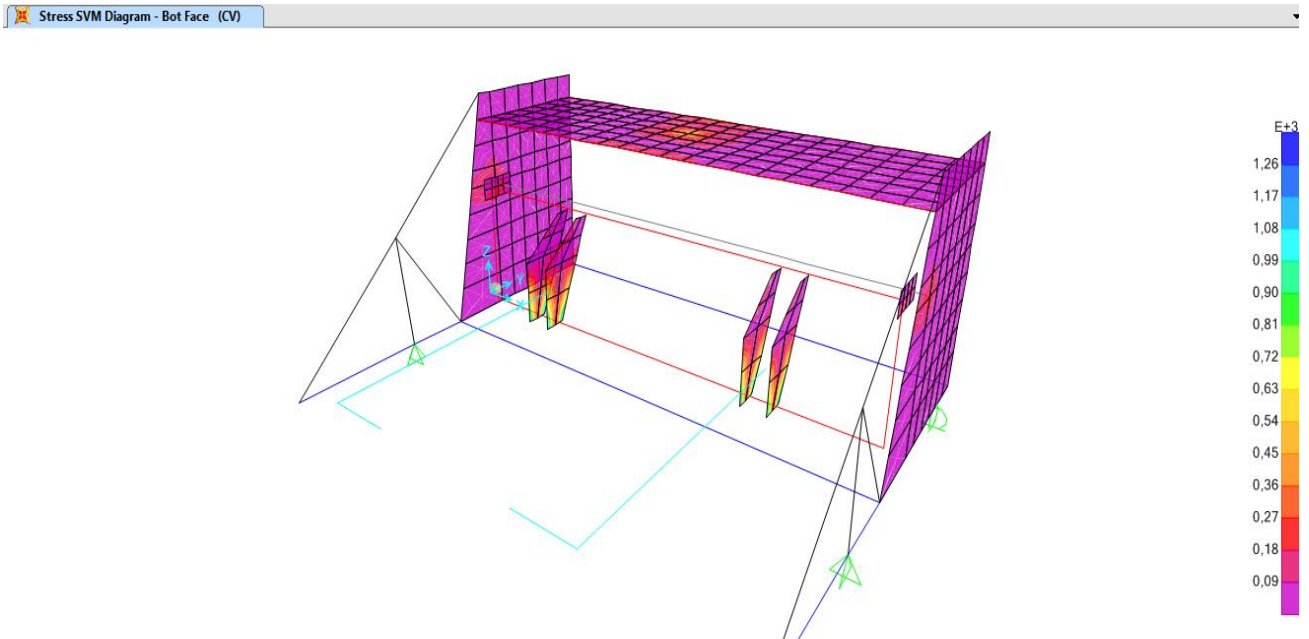 Stress SVM Diagram - Bot Face (CV)
E+3
1,26
1,17
1,08
0,99
0,90
0,81
0,72
0,63
0,54
0,45
0,36
0,27
0,18
0,09
Z
Y
X